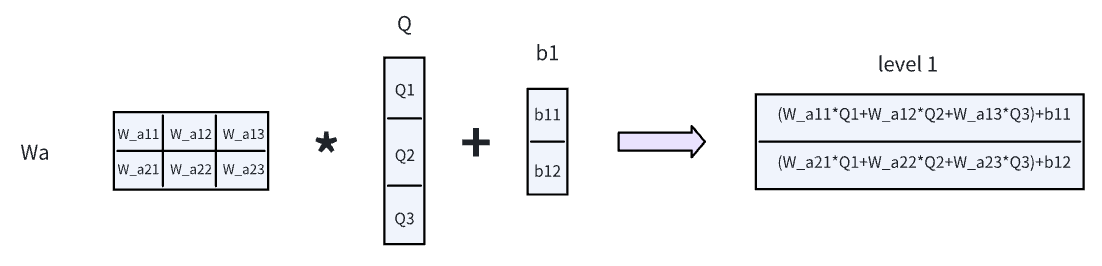 Q
b1
level 1
Wa
W_a11 W_a12 W_a13
W_a21 W_a22 W_a23
*
Q1
Q2
Q3
+
b11
b12
(W_a11*Q1+W_a12*Q2+W_a13*Q3)+b11
(W_a21*Q1+W_a22*Q2+W_a23*Q3)+b12